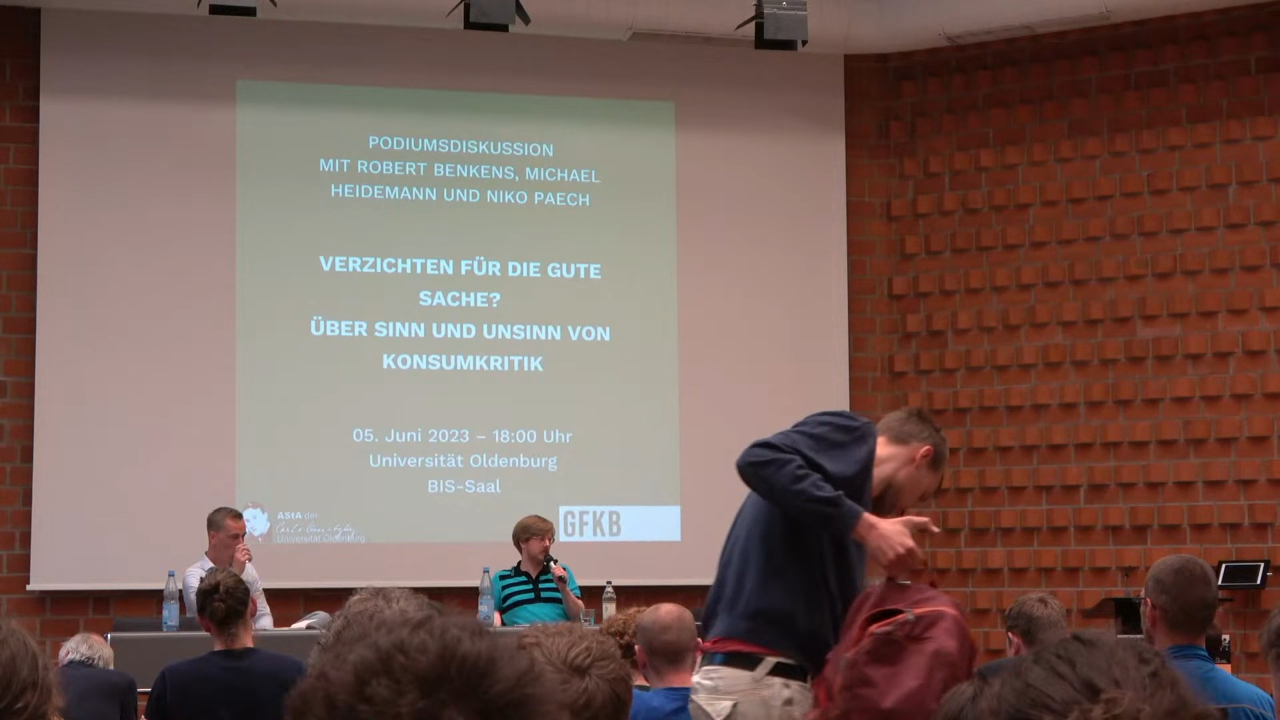 PODIUMSDISKUSSION
MIT ROBERT BENKENS, MICHAEL
HEIDEMANN UND NIKO PAECH
VERZICHTEN FÜR DIE GUTE
SACHE?
ÜBER SINN UND UNSINN VON
KONSUMKRITIK
05. Juni 2023 – 18:00 Uhr
Universität Oldenburg
BIS-Saal
AStA der
Universität Oldenburg
GFKB